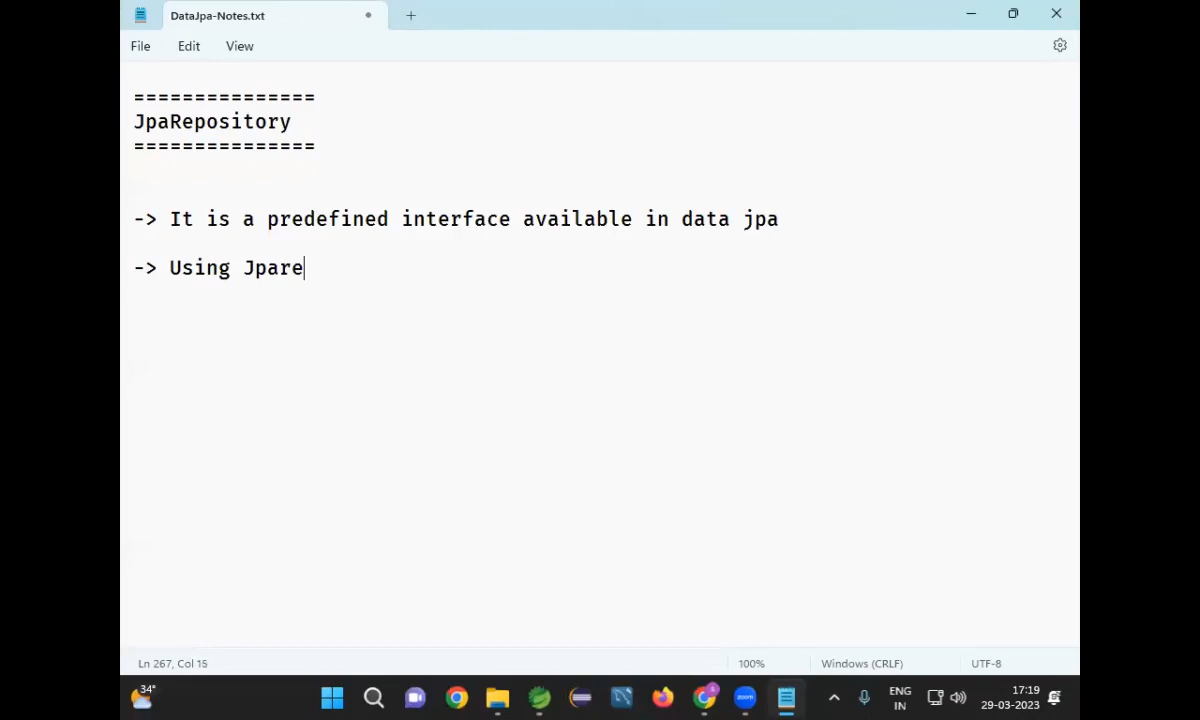 DataJpa-Notes.txt
File Edit View
===============
JpaRepository
===============
-> It is a predefined interface available in data jpa
-> Using Jpare
Ln 267, Col 15 100% Windows (CRLF) UTF-8
34° ENG 17:19
IN 29-03-2023